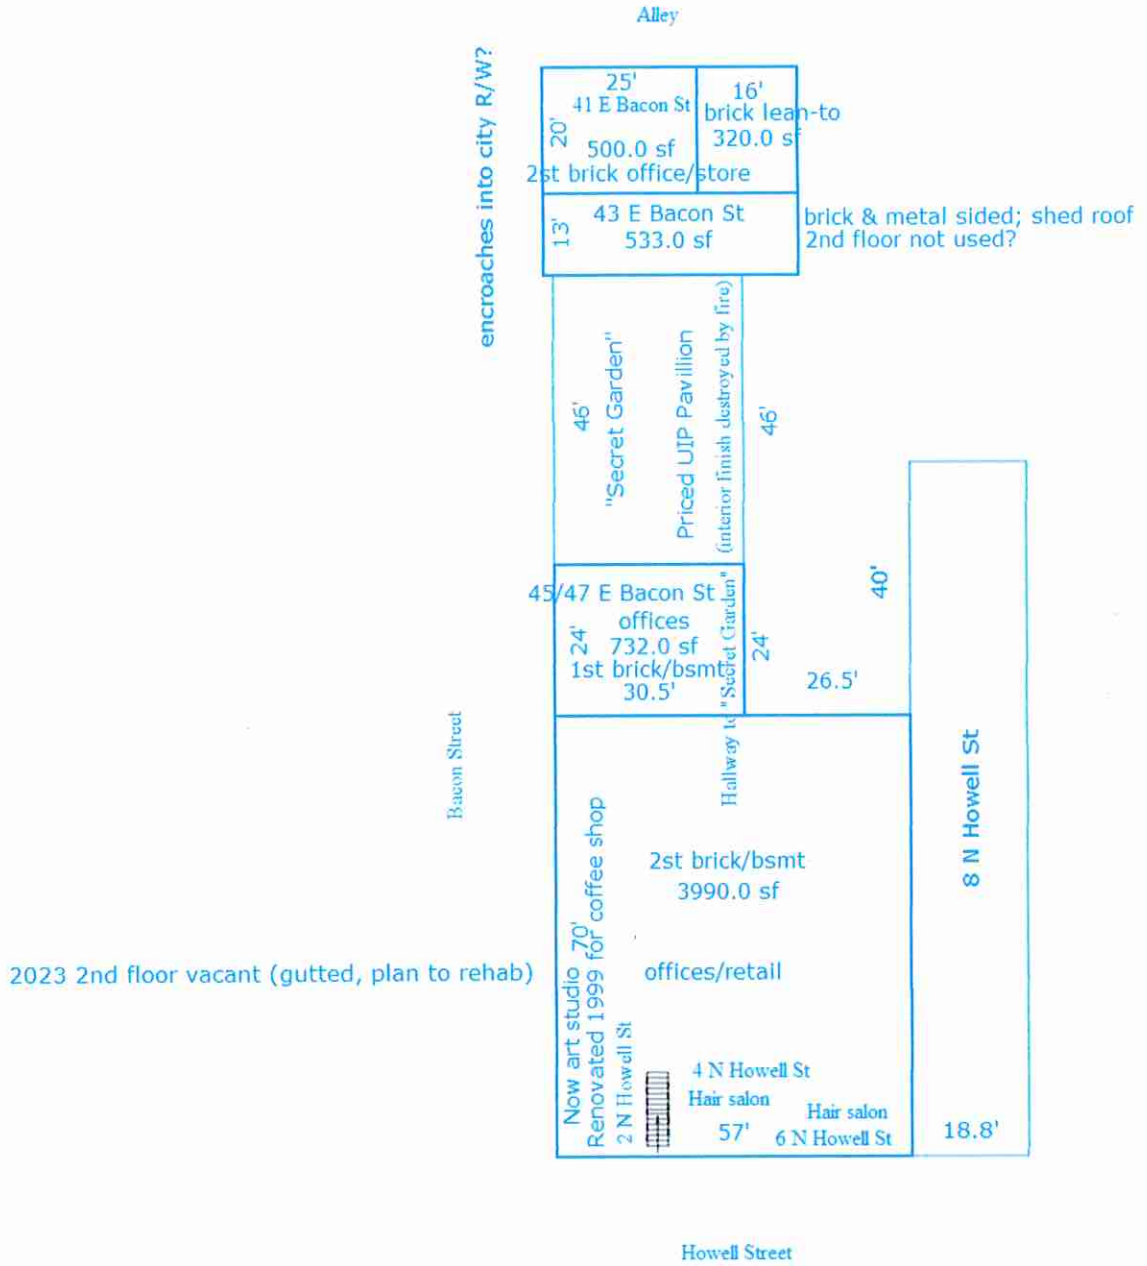 Alley
encroaches into city R/W?
25'
41 E Bacon St
20'
500.0 sf
2st brick office/store
16'
brick lean-to
320.0 sf
43 E Bacon St
13'
533.0 sf
brick & metal sided; shed roof
2nd floor not used?
46'
"Secret Garden"
Priced UIP Pavillion
Hallway to "Secret Garden" (interior finish destroyed by fire)
46'
45/47 E Bacon St
offices
24'
732.0 sf
1st brick/bsmt
30.5'
24'
40'
26.5'
Bacon Street
8 N Howell St
2st brick/bsmt
3990.0 sf
2023 2nd floor vacant (gutted, plan to rehab)
offices/retail
Now art studio
70'
Renovated 1999 for coffee shop
2 N Howell St
4 N Howell St
Hair salon
57'
Hair salon
6 N Howell St
18.8'
Howell Street